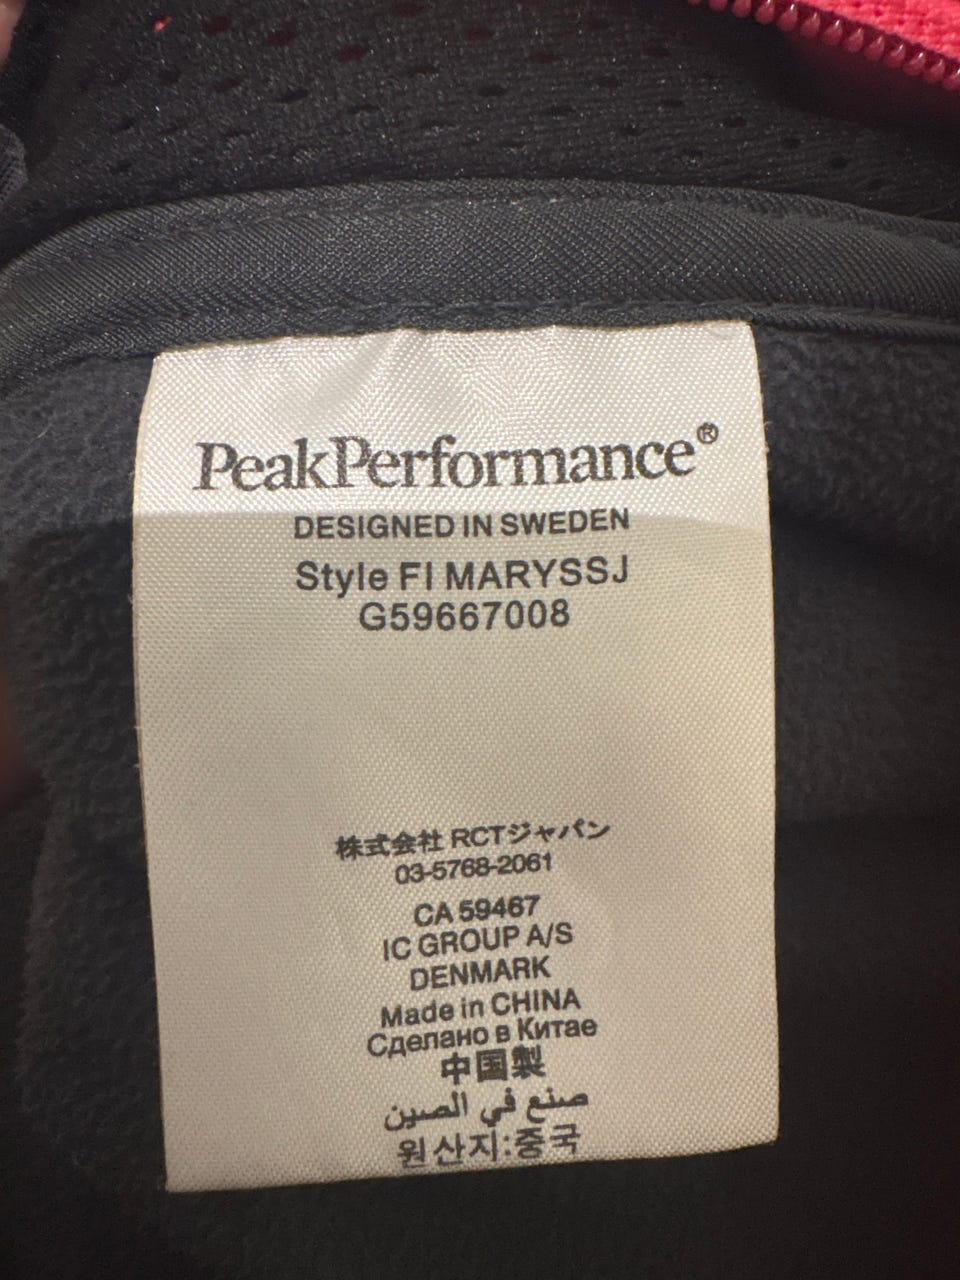 PeakPerformance®
DESIGNED IN SWEDEN
Style FI MARYSSJ
G59667008
株式会社 RCTジャパン
03-5768-2061
CA 59467
IC GROUP A/S
DENMARK
Made in CHINA
Сделано в Китае
中国製
صنع في الصين
원산지:중국